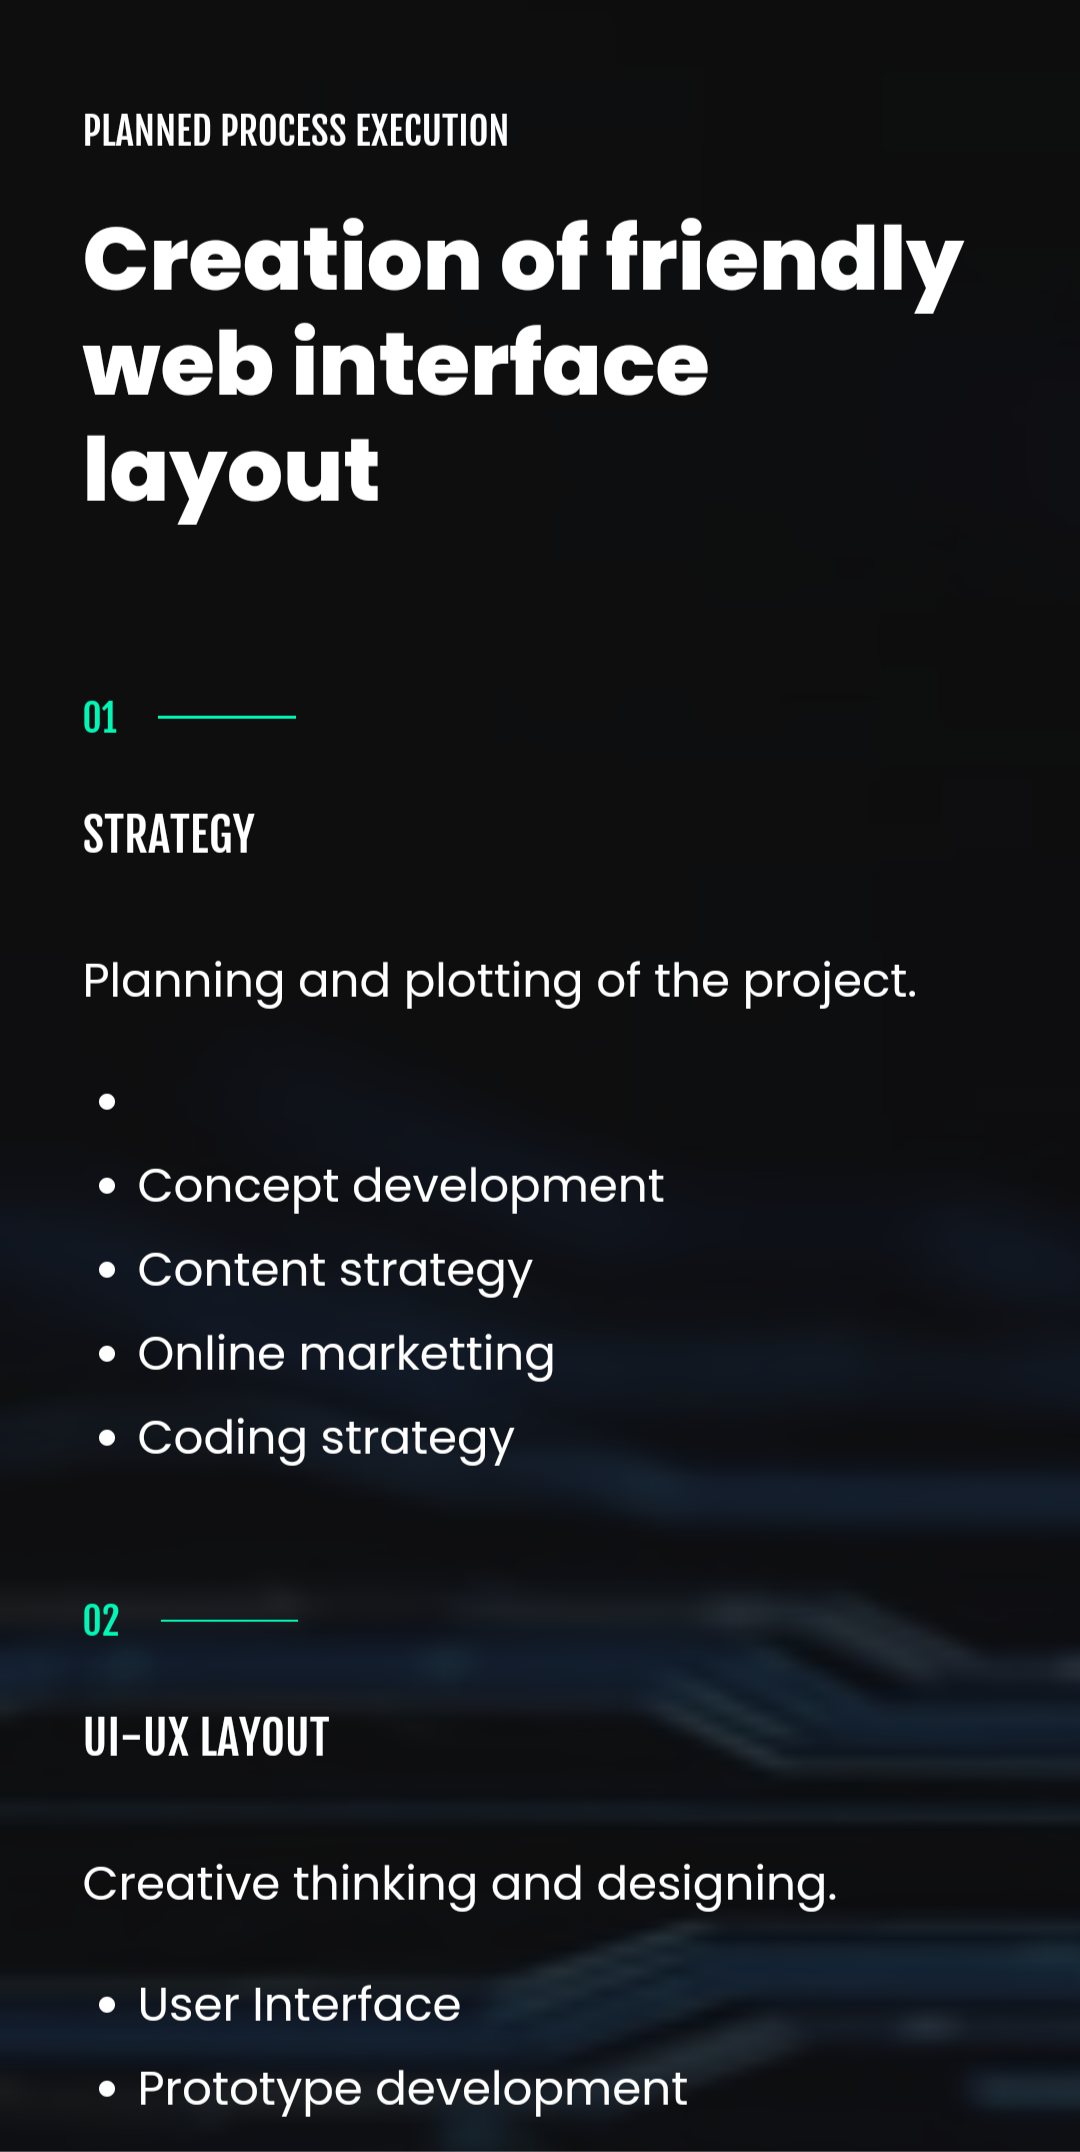 PLANNED PROCESS EXECUTION
Creation of friendly
web interface
layout
01
STRATEGY
Planning and plotting of the project.
•
• Concept development
• Content strategy
• Online marketting
• Coding strategy
02
UI-UX LAYOUT
Creative thinking and designing.
• User Interface
• Prototype development